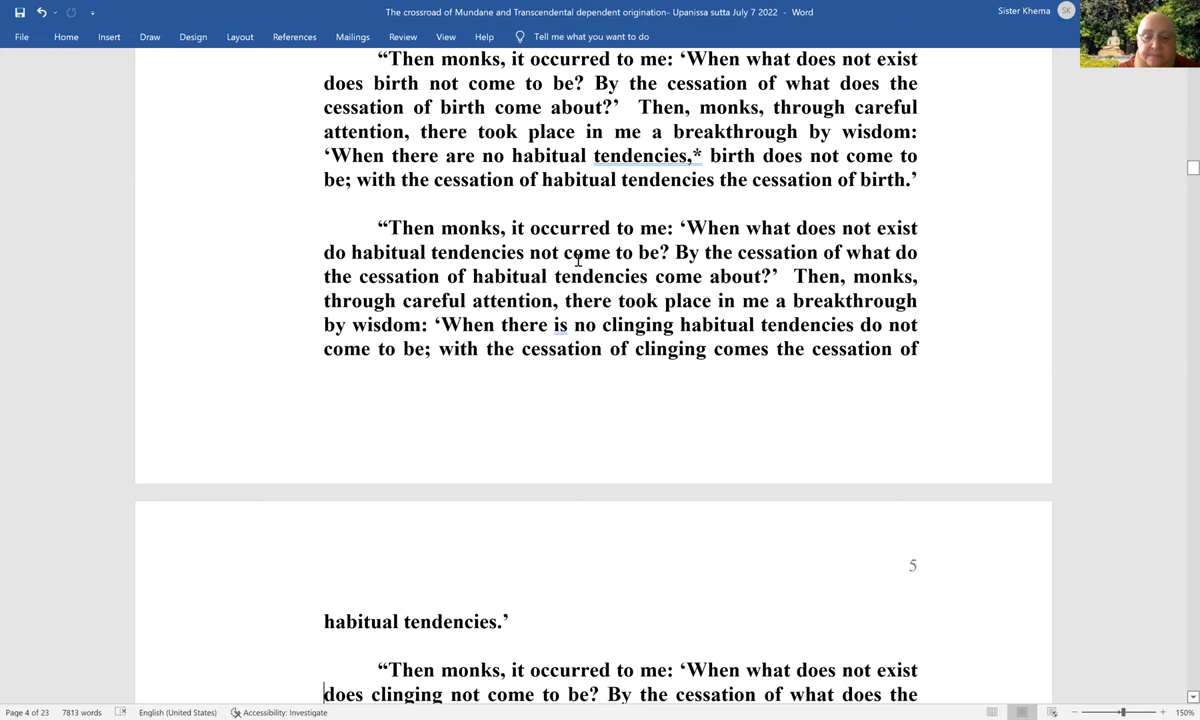 The crossroad of Mundane and Transcendental dependent origination- Upanissa sutta July 7 2022 - Word
Sister Khema
SK
File Home Insert Draw Design Layout References Mailings Review View Help Tell me what you want to do
“Then monks, it occurred to me: ‘When what does not exist
does birth not come to be? By the cessation of what does the
cessation of birth come about?’ Then, monks, through careful
attention, there took place in me a breakthrough by wisdom:
‘When there are no habitual tendencies,* birth does not come to
be; with the cessation of habitual tendencies the cessation of birth.’
“Then monks, it occurred to me: ‘When what does not exist
do habitual tendencies not come to be? By the cessation of what do
the cessation of habitual tendencies come about?’ Then, monks,
through careful attention, there took place in me a breakthrough
by wisdom: ‘When there is no clinging habitual tendencies do not
come to be; with the cessation of clinging comes the cessation of
5
habitual tendencies.’
“Then monks, it occurred to me: ‘When what does not exist
does clinging not come to be? By the cessation of what does the
Page 4 of 23 7813 words English (United States) Accessibility: Investigate 150%